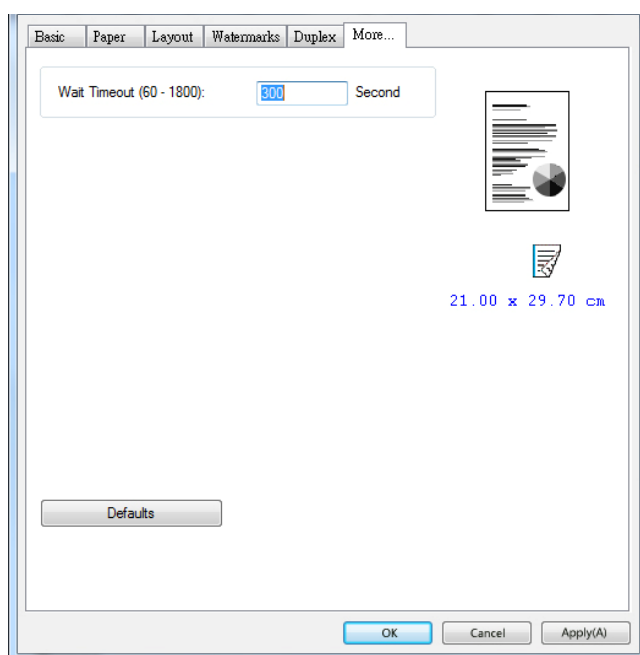 Basic Paper Layout Watermarks Duplex More...
Wait Timeout (60 - 1800): 300 Second
21.00 x 29.70 cm
Defaults
OK Cancel Apply(A)